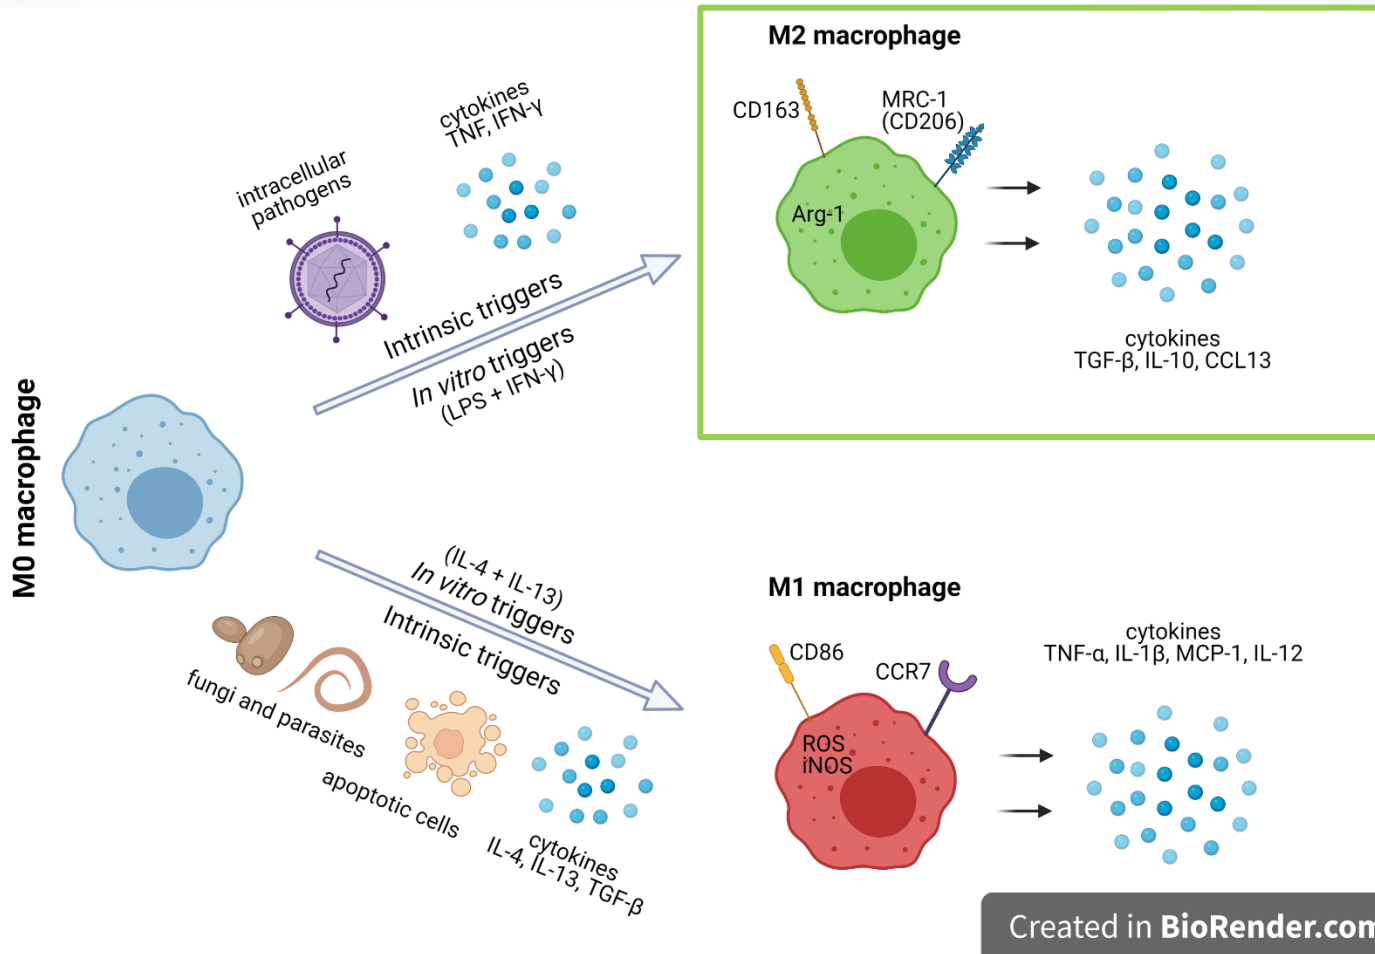 M0 macrophage
intracellular
pathogens
cytokines
TNF, IFN-γ
Intrinsic triggers
In vitro triggers
(LPS + IFN-γ)
M2 macrophage
CD163
MRC-1
(CD206)
Arg-1
cytokines
TGF-β, IL-10, CCL13
(IL-4 + IL-13)
In vitro triggers
Intrinsic triggers
fungi and parasites
apoptotic cells
cytokines
IL-4, IL-13, TGF-β
M1 macrophage
CD86
CCR7
ROS
iNOS
cytokines
TNF-α, IL-1β, MCP-1, IL-12
Created in BioRender.com